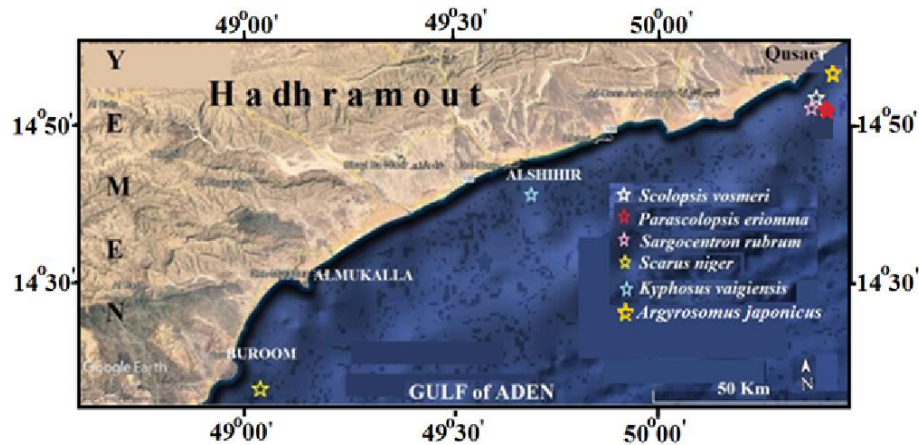 49°00' 49°30' 50°00'
Y Qusaer
Hadhramout
14°50' E 14°50'
M ALSHIHIR
Scolopsis vosmeri
Parascolopsis eriomma
Sargocentron rubrum
E Scarus niger
14°30' ALMUKALLA 14°30'
Kyphosus vaigiensis
N Argyrosomus japonicus
BUROOM
Google Earth
N
GULF of ADEN 50 Km
49°00' 49°30' 50°00'